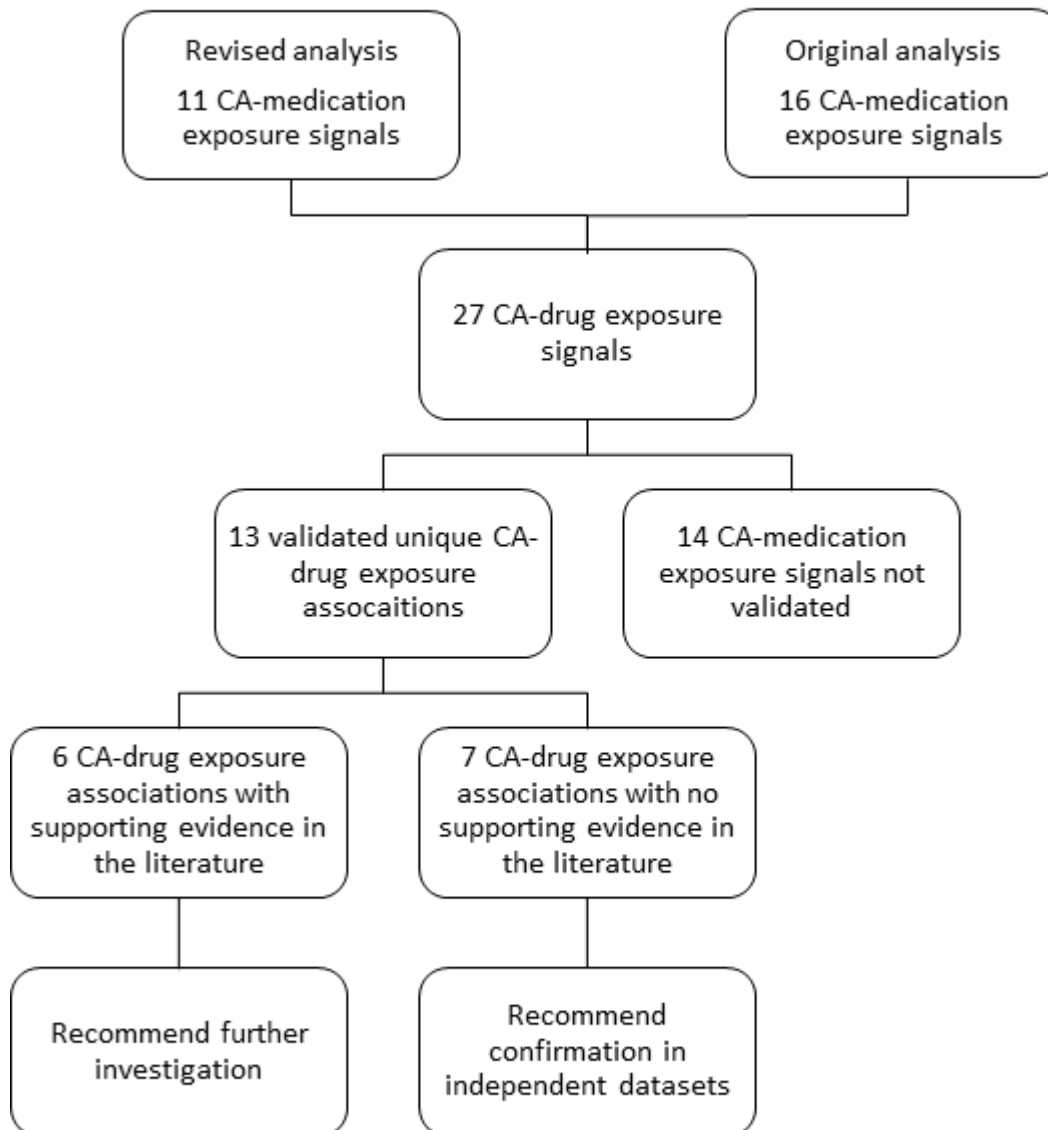 Revised analysis
11 CA-medication
exposure signals
Original analysis
16 CA-medication
exposure signals
27 CA-drug exposure
signals
13 validated unique CA-
drug exposure
assocaitions
14 CA-medication
exposure signals not
validated
6 CA-drug exposure
associations with
supporting evidence in
the literature
7 CA-drug exposure
associations with no
supporting evidence in
the literature
Recommend further
investigation
Recommend
confirmation in
independent datasets